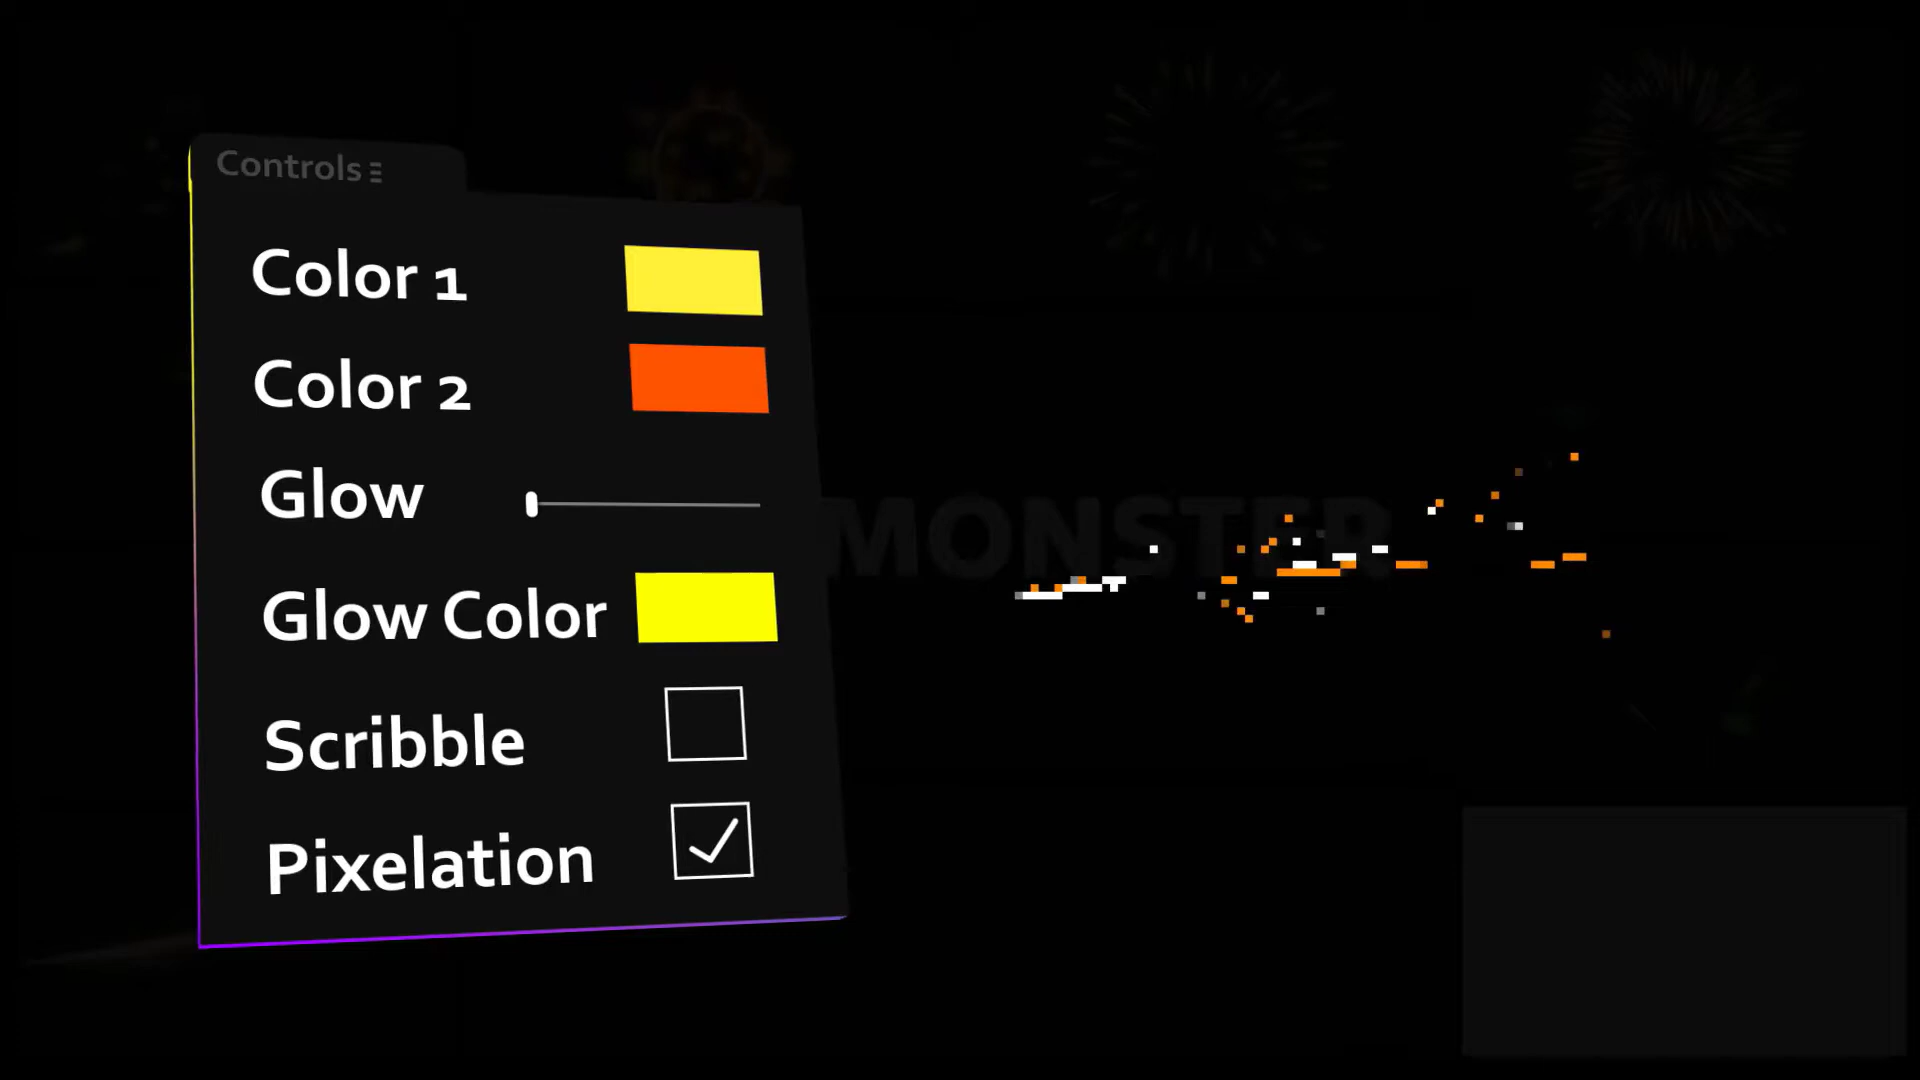 Controls
Color 1
Color 2
Glow
MONSTER
Glow Color
Scribble
Pixelation